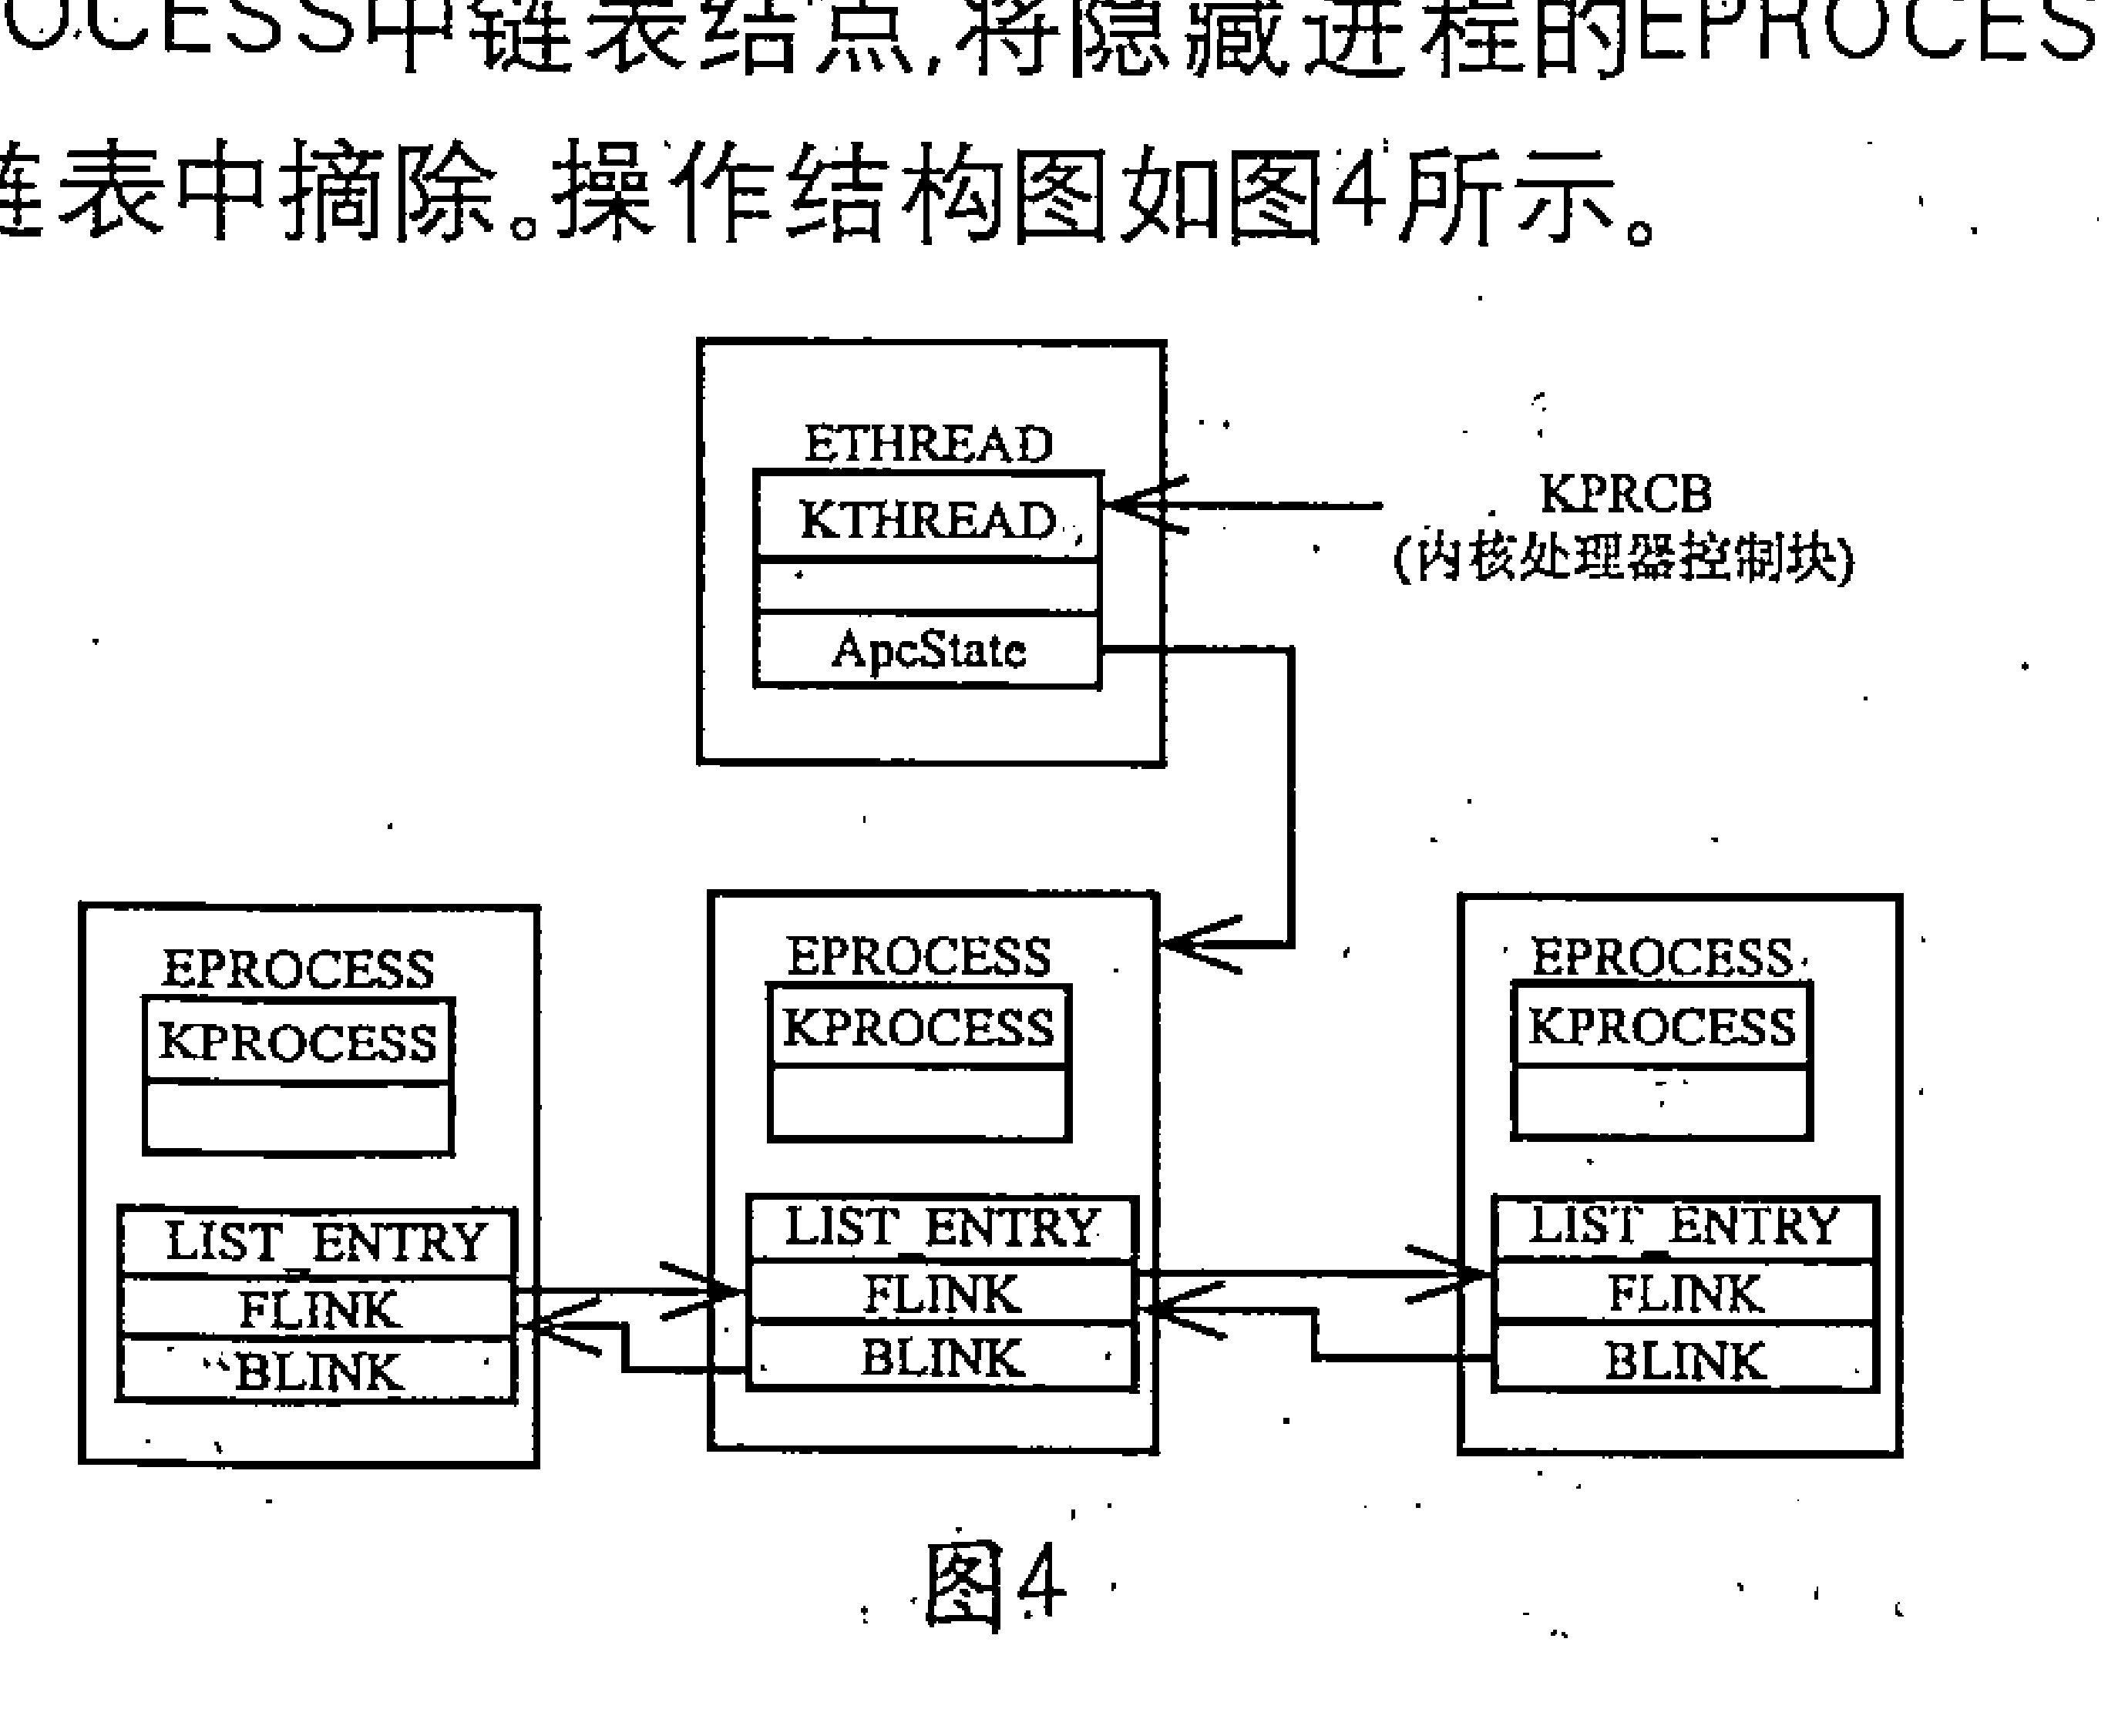 OCESS中链表结点,将隐藏进程的EPROCES
链表中摘除。操作结构图如图4所示。
ETHREAD
KTHREAD
KPRCB
(内核处理器控制块)
ApcState
EPROCESS
KPROCESS
LIST_ENTRY
FLINK
BLINK
EPROCESS
KPROCESS
LIST_ENTRY
FLINK
BLINK
EPROCESS
KPROCESS
LIST_ENTRY
FLINK
BLINK
图4